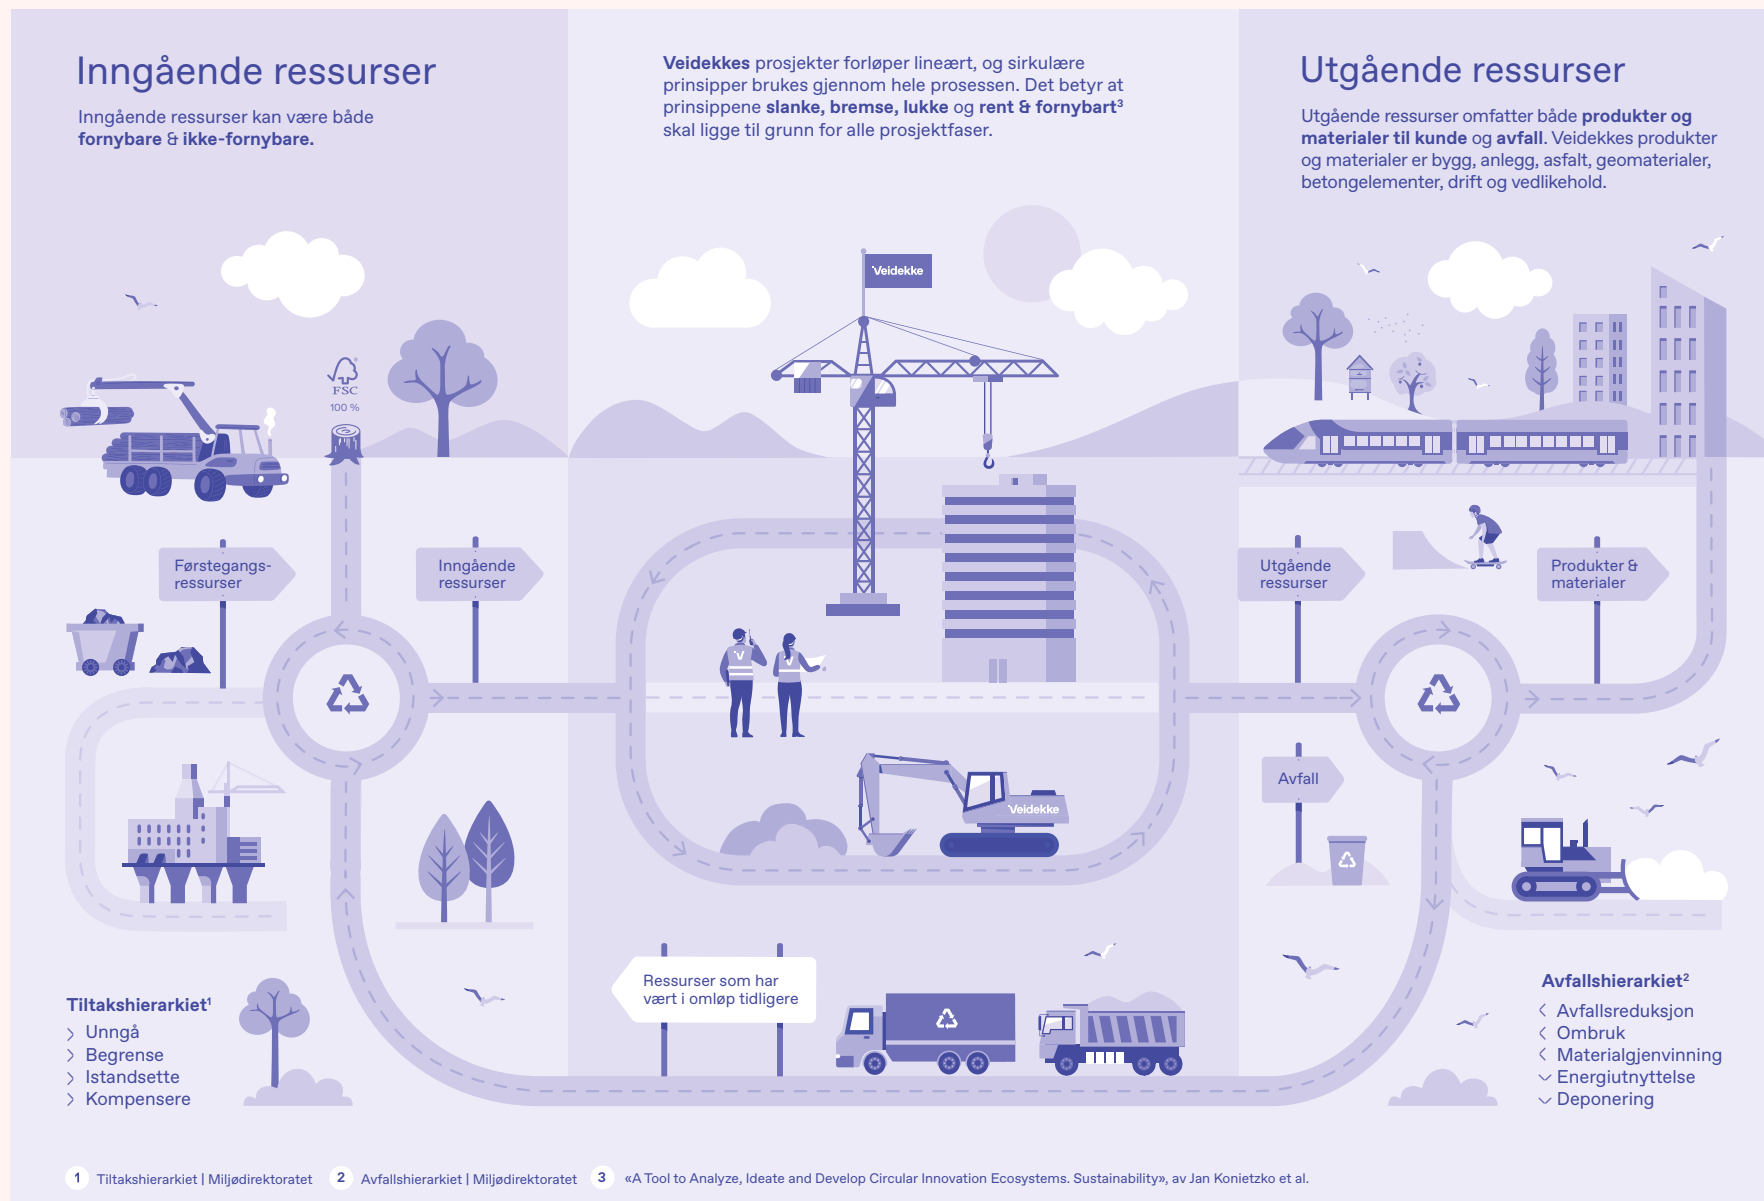 Inngående ressurser
Inngående ressurser kan være både
fornybare & ikke-fornybare.
Veidekkes prosjekter forløper lineært, og sirkulære
prinsipper brukes gjennom hele prosessen. Det betyr at
prinsippene slanke, bremse, lukke og rent & fornybart³
skal ligge til grunn for alle prosjektfaser.
Utgående ressurser
Utgående ressurser omfatter både produkter og
materialer til kunde og avfall. Veidekkes produkter
og materialer er bygg, anlegg, asfalt, geomaterialer,
betongelementer, drift og vedlikehold.
Veidekke
FSC
100 %
Førstegangs-
ressurser
Inngående
ressurser
Utgående
ressurser
Produkter &
materialer
Avfall
Veidekke
Ressurser som har
vært i omløp tidligere
Tiltakshierarkiet¹
Unngå
Begrense
Istandsette
Kompensere
Avfallshierarkiet²
Avfallsreduksjon
Ombruk
Materialgjenvinning
Energiutnyttelse
Deponering
1 Tiltakshierarkiet | Miljødirektoratet 2 Avfallshierarkiet | Miljødirektoratet 3 «A Tool to Analyze, Ideate and Develop Circular Innovation Ecosystems. Sustainability», av Jan Konietzko et al.